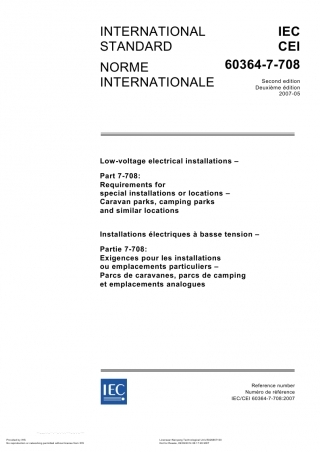 INTERNATIONAL
STANDARD
NORME
INTERNATIONALE
IEC
CEI
60364-7-708
Second edition
Deuxième édition
2007-05
Low-voltage electrical installations –
Part 7-708:
Requirements for
special installations or locations –
Caravan parks, camping parks
and similar locations
Installations électriques à basse tension –
Partie 7-708:
Exigences pour les installations
ou emplacements particuliers –
Parcs de caravanes, parcs de camping
et emplacements analogues
IEC
Reference number
Numéro de référence
IEC/CEI 60364-7-708:2007